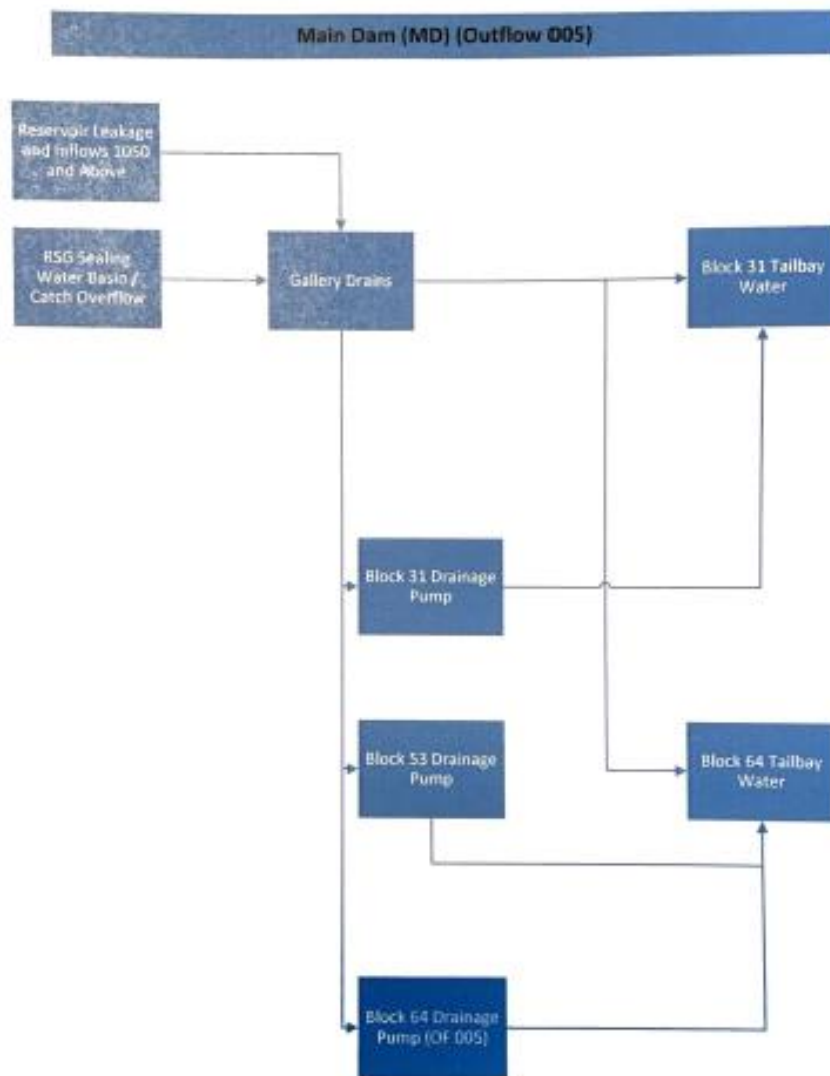 Main Dam (MD) (Outflow 005)
Reservoir Leakage
and Inflows 1050
and Above
RSG Sealing
Water Basin /
Catch Overflow
Gallery Drains
Block 31 Tailbay
Water
Block 31 Drainage
Pump
Block 53 Drainage
Pump
Block 64 Tailbay
Water
Block 64 Drainage
Pump (OF 005)